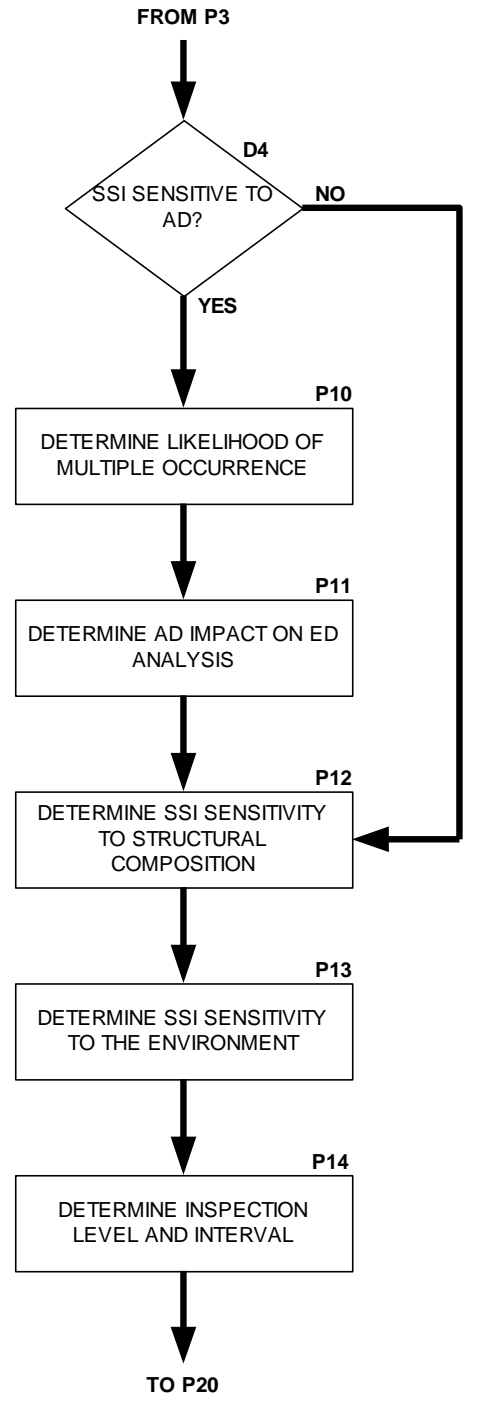 FROM P3
D4
SSI SENSITIVE TO
AD?
NO
YES
P10
DETERMINE LIKELIHOOD OF
MULTIPLE OCCURRENCE
P11
DETERMINE AD IMPACT ON ED
ANALYSIS
P12
DETERMINE SSI SENSITIVITY
TO STRUCTURAL
COMPOSITION
P13
DETERMINE SSI SENSITIVITY
TO THE ENVIRONMENT
P14
DETERMINE INSPECTION
LEVEL AND INTERVAL
TO P20